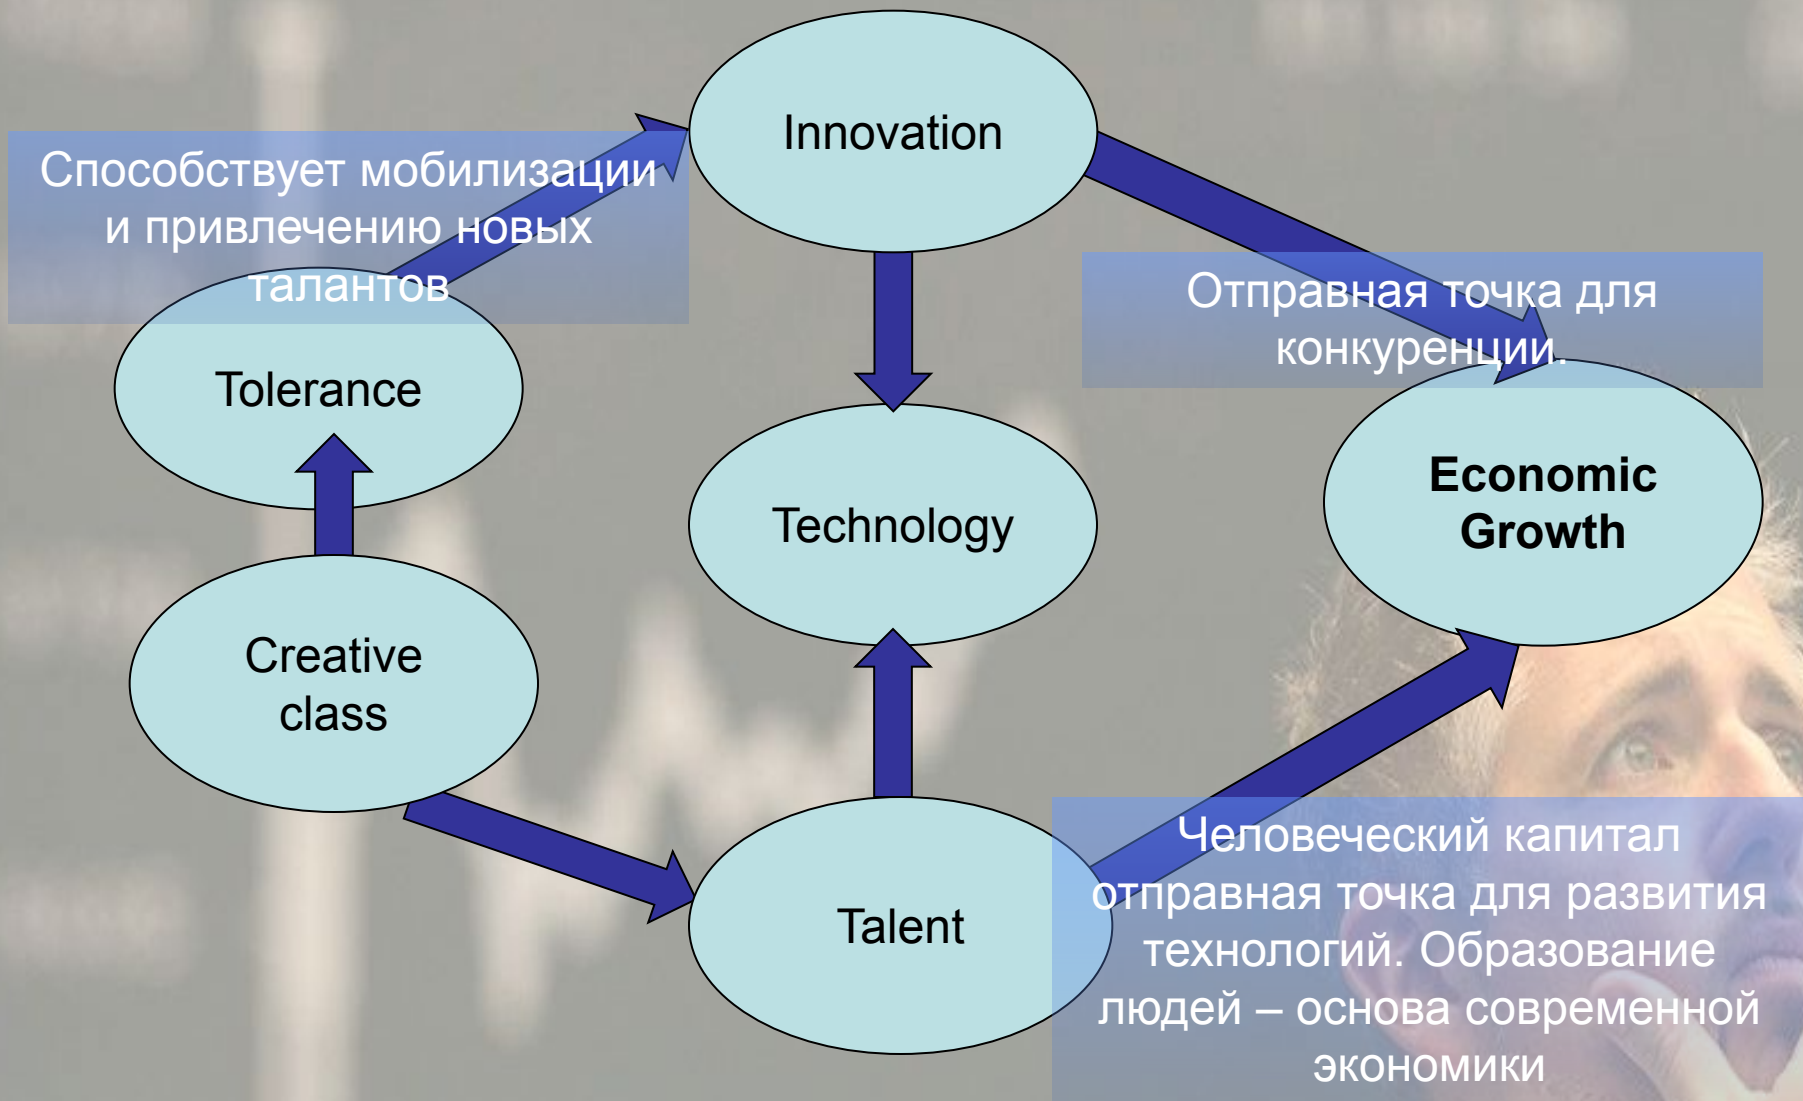 Innovation
Способствует мобилизации
и привлечению новых
талантов
Отправная точка для
конкуренции.
Tolerance
Technology
Economic
Growth
Creative
class
Talent
Человеческий капитал
отправная точка для развития
технологий. Образование
людей – основа современной
экономики